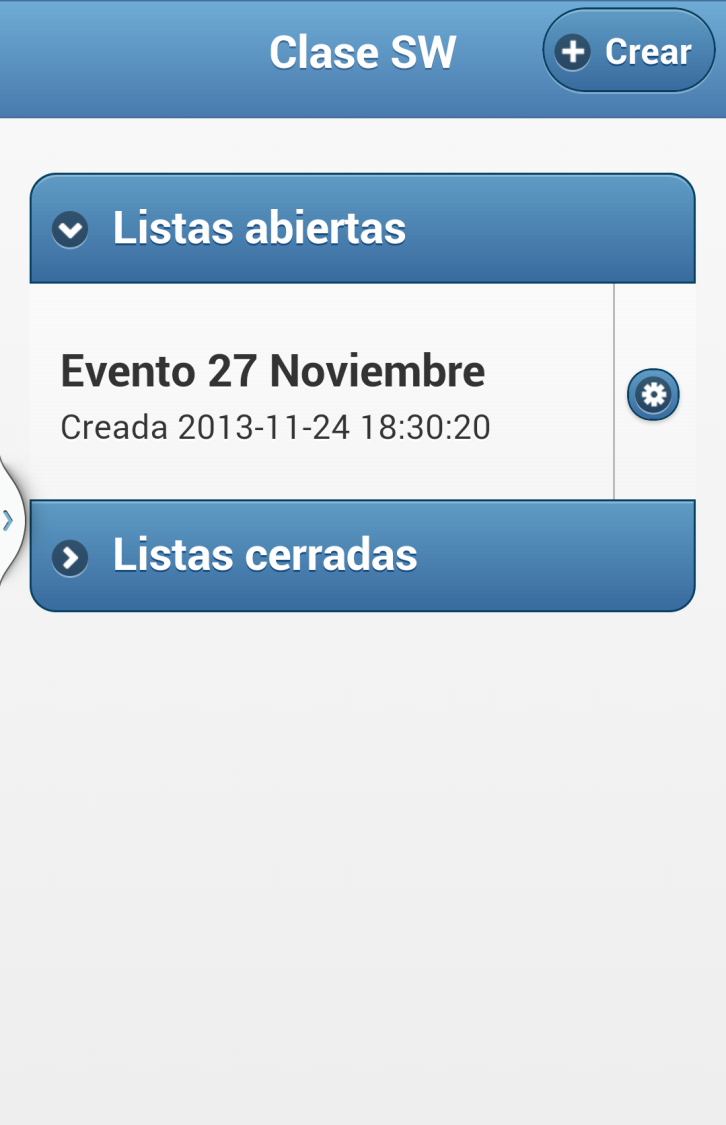 Clase SW
Crear
Listas abiertas
Evento 27 Noviembre
Creada 2013-11-24 18:30:20
Listas cerradas